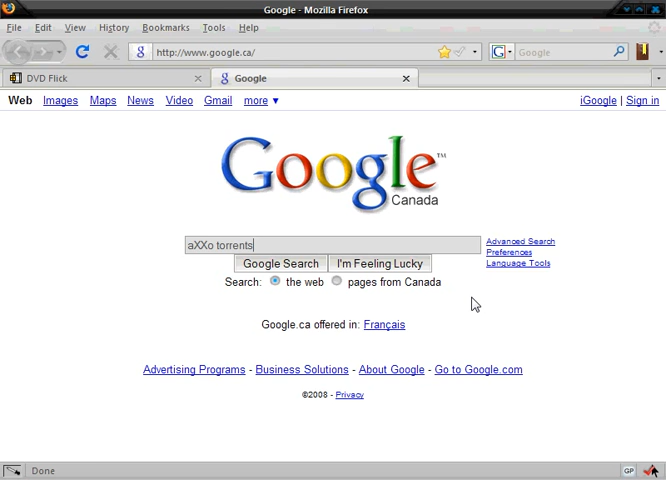 Google - Mozilla Firefox
File Edit View History Bookmarks Tools Help
g http://www.google.ca/ G Google
DVD Flick g Google
Web Images Maps News Video Gmail more ▼ iGoogle | Sign in
Google™
Canada
aXXo torrents Advanced Search
Preferences
Google Search I'm Feeling Lucky Language Tools
Search: the web pages from Canada
Google.ca offered in: Français
Advertising Programs - Business Solutions - About Google - Go to Google.com
©2008 - Privacy
Done GP